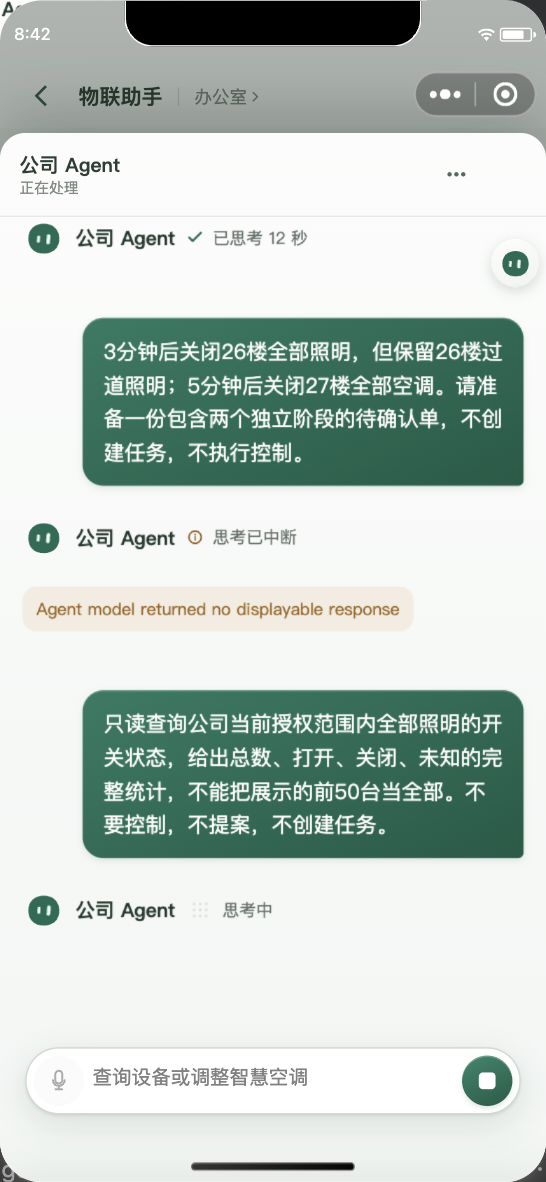 8:42
物联助手 办公室
公司 Agent
正在处理
公司 Agent 已思考 12 秒
3分钟后关闭26楼全部照明，但保留26楼过
道照明；5分钟后关闭27楼全部空调。请准
备一份包含两个独立阶段的待确认单，不创
建任务，不执行控制。
公司 Agent 思考已中断
Agent model returned no displayable response
只读查询公司当前授权范围内全部照明的开
关状态，给出总数、打开、关闭、未知的完
整统计，不能把展示的前50台当全部。不
要控制，不提案，不创建任务。
公司 Agent 思考中
查询设备或调整智慧空调